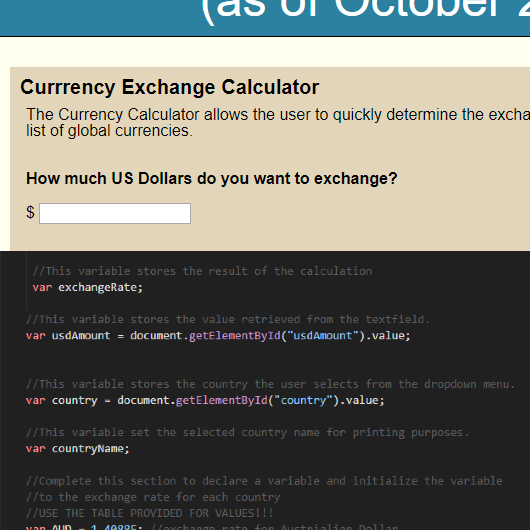 (as of October 2
Currrency Exchange Calculator
The Currency Calculator allows the user to quickly determine the excha
list of global currencies.
How much US Dollars do you want to exchange?
$
//This variable stores the result of the calculation
var exchangeRate;
//This variable stores the value retrieved from the textfield.
var usdAmount = document.getElementById("usdAmount").value;
//This variable stores the country the user selects from the dropdown menu.
var country = document.getElementById("country").value;
//This variable set the selected country name for printing purposes.
var countryName;
//Complete this section to declare a variable and initialize the variable
//to the exchange rate for each country
//USE THE TABLE PROVIDED FOR VALUES!!!
var AUD = 1.40885; //exchange rate for Australian Dollar